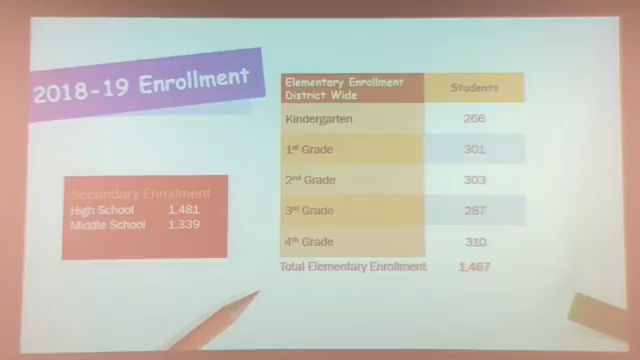 2018-19 Enrollment
Elementary Enrollment District Wide Students
Kindergarten 266
1st Grade 301
2nd Grade 303
3rd Grade 287
4th Grade 310
Total Elementary Enrollment 1,467
Secondary Enrollment
High School 1,481
Middle School 1,339